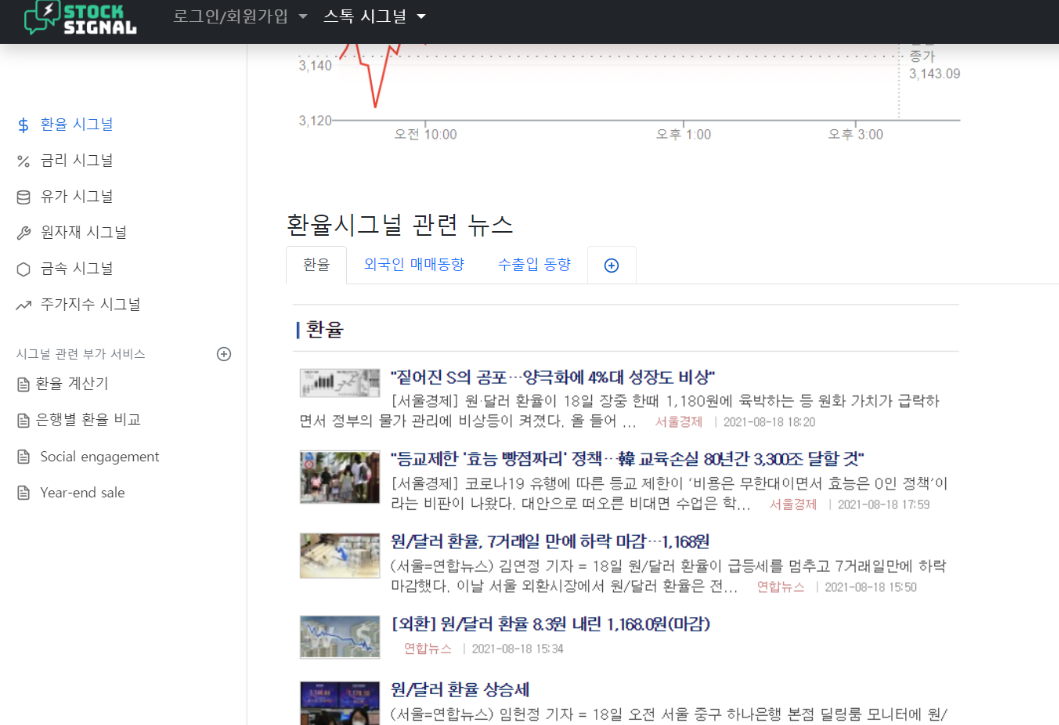 STOCK SIGNAL
로그인/회원가입
스톡 시그널
3,140
종가
3,143.09
3,120
오전 10:00
오후 1:00
오후 3:00
환율 시그널
금리 시그널
유가 시그널
원자재 시그널
금속 시그널
주가지수 시그널
시그널 관련 부가 서비스
환율 계산기
은행별 환율 비교
Social engagement
Year-end sale
환율시그널 관련 뉴스
환율 외국인 매매동향 수출입 동향
환율
"짙어진 S의 공포…양극화에 4%대 성장도 비상"
[서울경제] 원·달러 환율이 18일 장중 한때 1,180원에 육박하는 등 원화 가치가 급락하
면서 정부의 물가 관리에 비상등이 켜졌다. 올 들어 ... 서울경제 | 2021-08-18 18:20
"등교제한 '효능 빵점짜리' 정책…韓 교육손실 80년간 3,300조 달할 것"
[서울경제] 코로나19 유행에 따른 등교 제한이 ‘비용은 무한대이면서 효능은 0인 정책’이
라는 비판이 나왔다. 대안으로 떠오른 비대면 수업은 학... 서울경제 | 2021-08-18 17:59
원/달러 환율, 7거래일 만에 하락 마감…1,168원
(서울=연합뉴스) 김연정 기자 = 18일 원/달러 환율이 급등세를 멈추고 7거래일만에 하락
마감했다. 이날 서울 외환시장에서 원/달러 환율은 전... 연합뉴스 | 2021-08-18 15:50
[외환] 원/달러 환율 8.3원 내린 1,168.0원(마감)
연합뉴스 | 2021-08-18 15:34
원/달러 환율 상승세
(서울=연합뉴스) 임헌정 기자 = 18일 오전 서울 중구 하나은행 본점 딜링룸 모니터에 원/